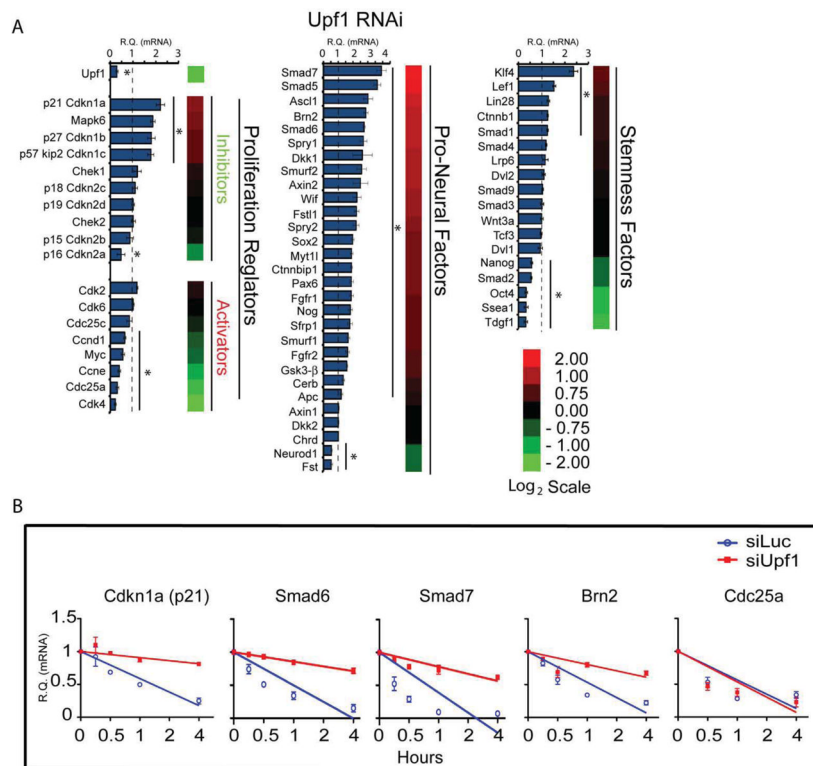 Upf1 RNAi
A
R.Q. (mRNA)
0 1 2 3
Upf1
*
p21 Cdkn1a
Mapk6
p27 Cdkn1b
p57 kip2 Cdkn1c
Chek1
p18 Cdkn2c
p19 Cdkn2d
Chek2
p15 Cdkn2b
p16 Cdkn2a
*
*
Inhibitors
Cdk2
Cdk6
Cdc25c
Ccnd1
Myc
Ccne
Cdc25a
Cdk4
*
Activators
Proliferation Reglators
R.Q. (mRNA)
0 1 2 3 4
Smad7
Smad5
Ascl1
Brn2
Smad6
Spry1
Dkk1
Smurf2
Axin2
Wif
Fstl1
Spry2
Sox2
Myt1l
Ctnnbip1
Pax6
Fgfr1
Nog
Sfrp1
Smurf1
Fgfr2
Gsk3-β
Cerb
Apc
Axin1
Dkk2
Chrd
Neurod1
Fst
*
*
Pro-Neural Factors
R.Q. (mRNA)
0 1 2 3
Klf4
Lef1
Lin28
Ctnnb1
Smad1
Smad4
Lrp6
Dvl2
Smad9
Smad3
Wnt3a
Tcf3
Dvl1
Nanog
Smad2
Oct4
Ssea1
Tdgf1
*
*
Stemness Factors
2.00
1.00
0.00
- 0.75
- 1.00
- 2.00
Log2 Scale
B
siLuc
siUpf1
Cdkn1a (p21) Smad6 Smad7 Brn2 Cdc25a
R.Q. (mRNA)
1.5
1
0.5
0
0 0.5 1 4 0 0.5 1 4 0 0.5 1 4 0 0.5 1 4 0 0.5 1 4
Hours